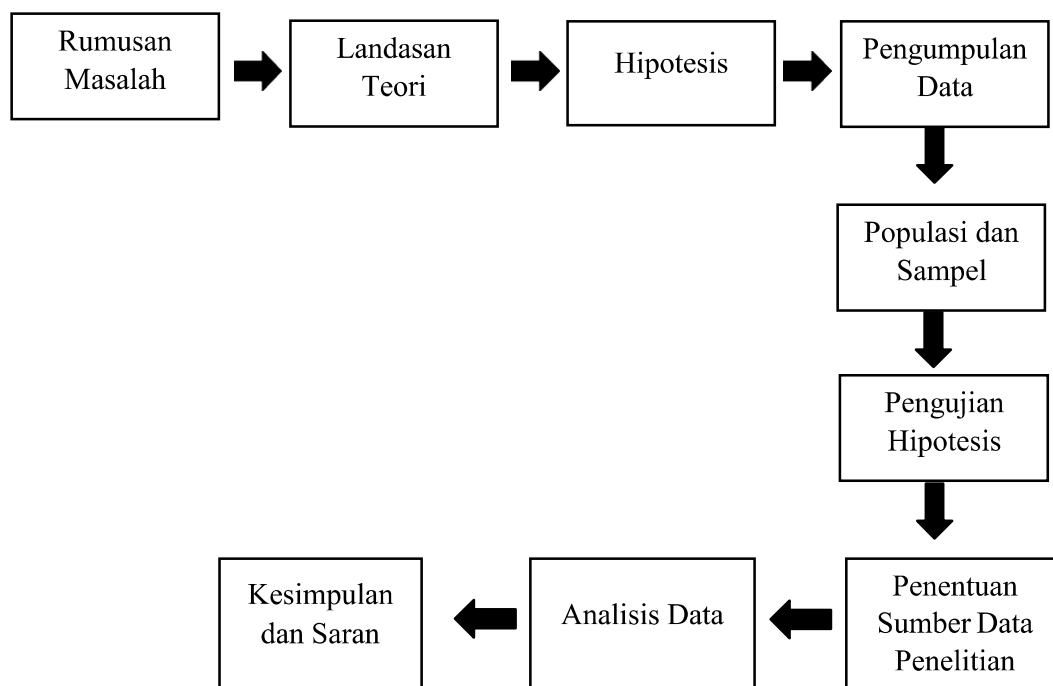 Rumusan
Masalah
Landasan
Teori
Hipotesis
Pengumpulan
Data
Populasi dan
Sampel
Pengujian
Hipotesis
Penentuan
Sumber Data
Penelitian
Analisis Data
Kesimpulan
dan Saran